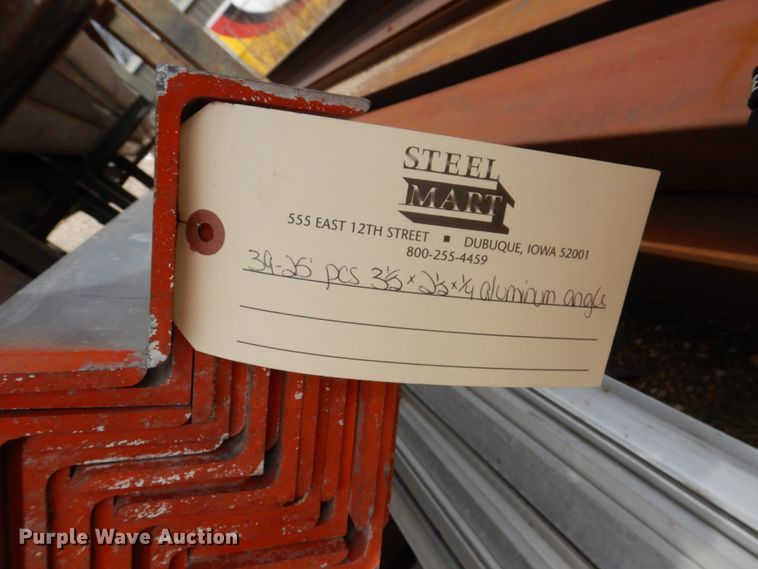 STEEL
MART
555 EAST 12TH STREET ■ DUBUQUE, IOWA 52001
800-255-4459
39-25' pcs 3½ x 2½ x ¼ aluminum angle
Purple Wave Auction